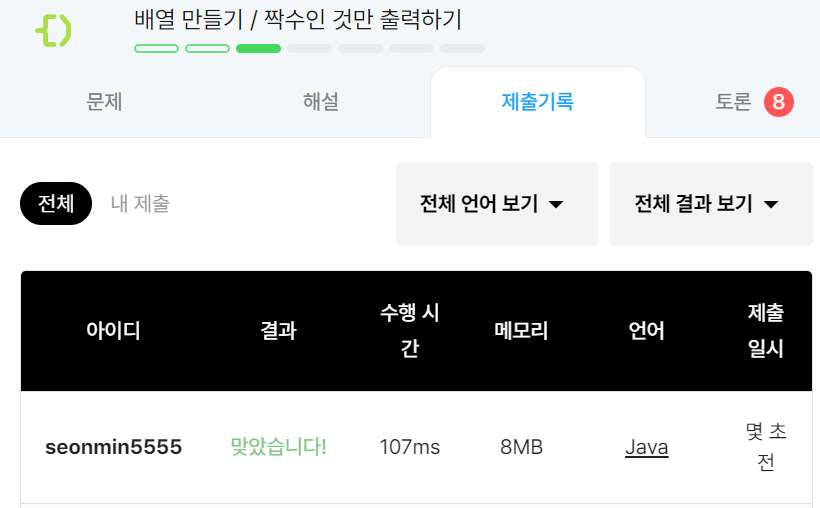 배열 만들기 / 짝수인 것만 출력하기
문제 해설 제출기록 토론 8
전체 내 제출 전체 언어 보기 전체 결과 보기
아이디 결과 수행 시간 메모리 언어 제출 일시
seonmin5555 맞았습니다! 107ms 8MB Java 몇 초 전